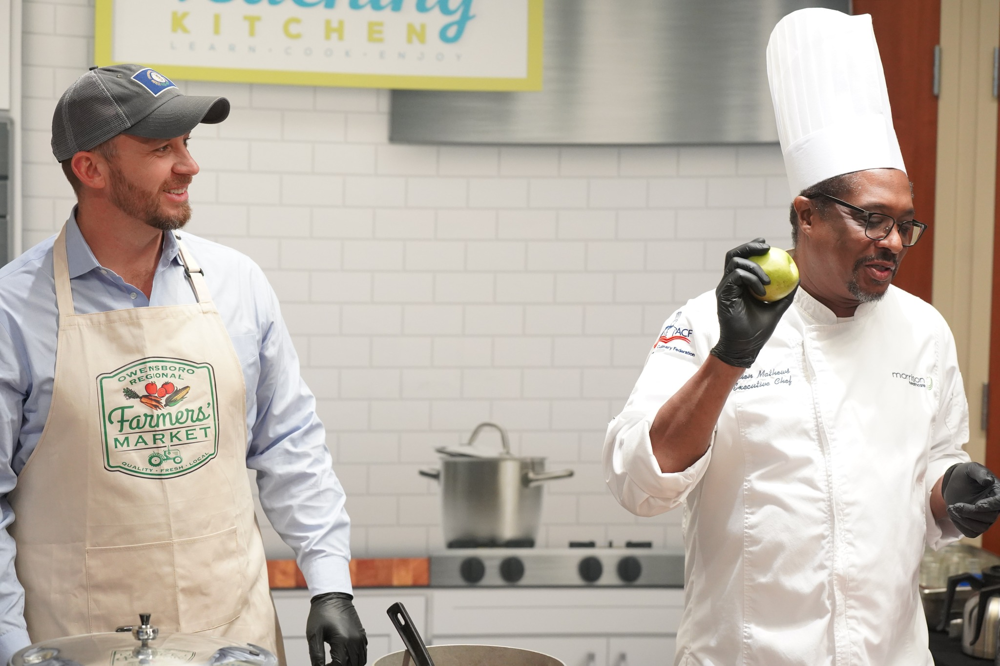 Teaching
KITCHEN
LEARN • COOK • ENJOY
OWENSBORO
REGIONAL
Farmers'
MARKET
QUALITY • FRESH • LOCAL
ACF
Culinary Federation
Mathews
Executive Chef
morrison
healthcare